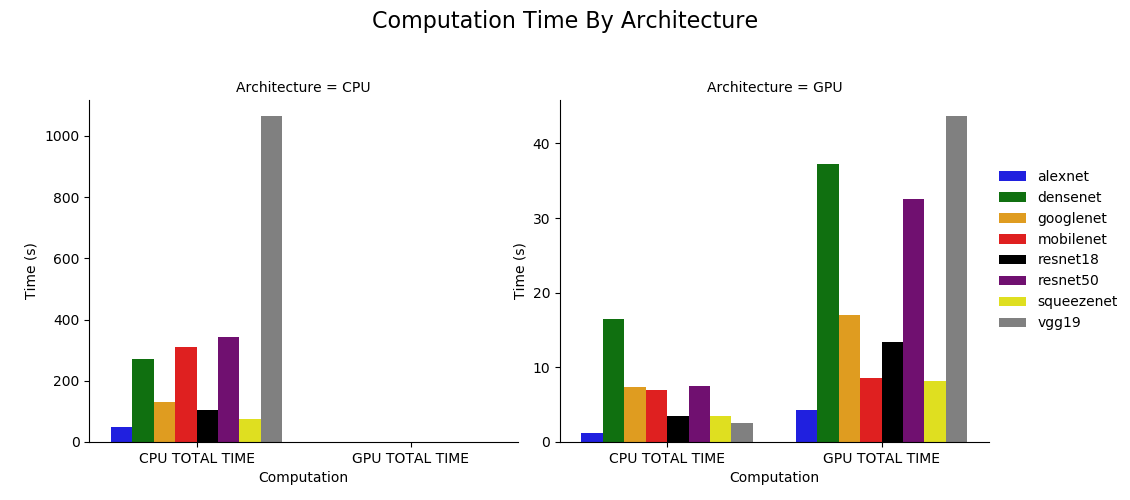 Computation Time By Architecture
Architecture = CPU
1000
800
600
400
200
0
Time (s)
CPU TOTAL TIME
GPU TOTAL TIME
Computation
Architecture = GPU
40
30
20
10
0
Time (s)
CPU TOTAL TIME
GPU TOTAL TIME
Computation
alexnet
densenet
googlenet
mobilenet
resnet18
resnet50
squeezenet
vgg19